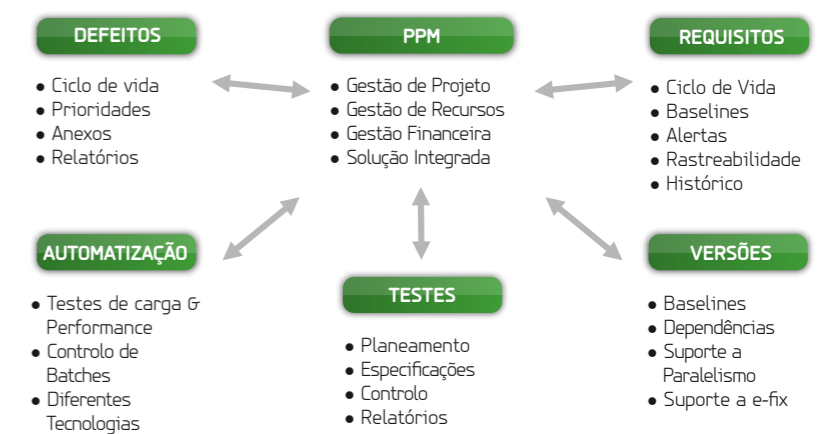 DEFEITOS
● Ciclo de vida
● Prioridades
● Anexos
● Relatórios
PPM
● Gestão de Projeto
● Gestão de Recursos
● Gestão Financeira
● Solução Integrada
REQUISITOS
● Ciclo de Vida
● Baselines
● Alertas
● Rastreabilidade
● Histórico
AUTOMATIZAÇÃO
● Testes de carga &
Performance
● Controlo de
Batches
● Diferentes
Tecnologias
TESTES
● Planeamento
● Especificações
● Controlo
● Relatórios
VERSÕES
● Baselines
● Dependências
● Suporte a
Paralelismo
● Suporte a e-fix